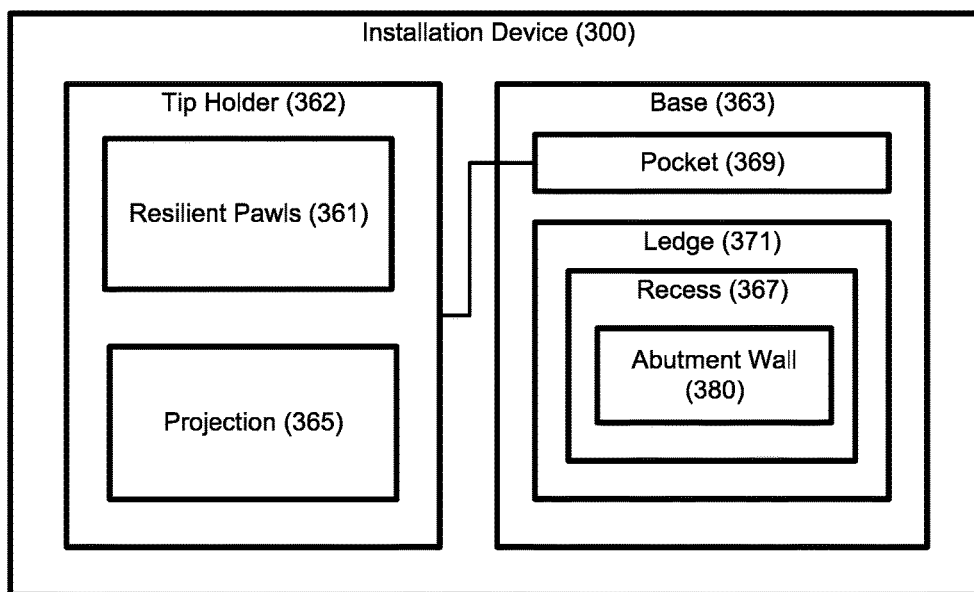 Installation Device (300)
Tip Holder (362)
Resilient Pawls (361)
Projection (365)
Base (363)
Pocket (369)
Ledge (371)
Recess (367)
Abutment Wall
(380)